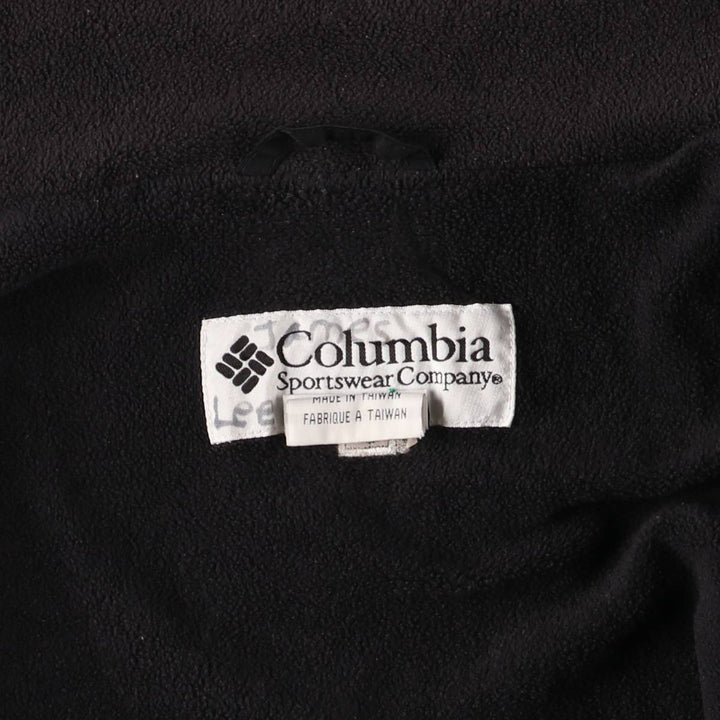 James
Columbia
Sportswear Company®
Lee
MADE IN TAIWAN
FABRIQUE A TAIWAN